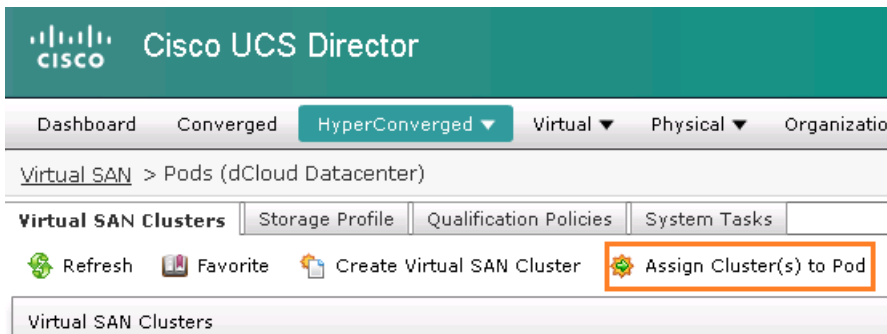 CISCO Cisco UCS Director
Dashboard Converged HyperConverged Virtual Physical Organizatio
Virtual SAN > Pods (dCloud Datacenter)
Virtual SAN Clusters Storage Profile Qualification Policies System Tasks
Refresh Favorite Create Virtual SAN Cluster Assign Cluster(s) to Pod
Virtual SAN Clusters